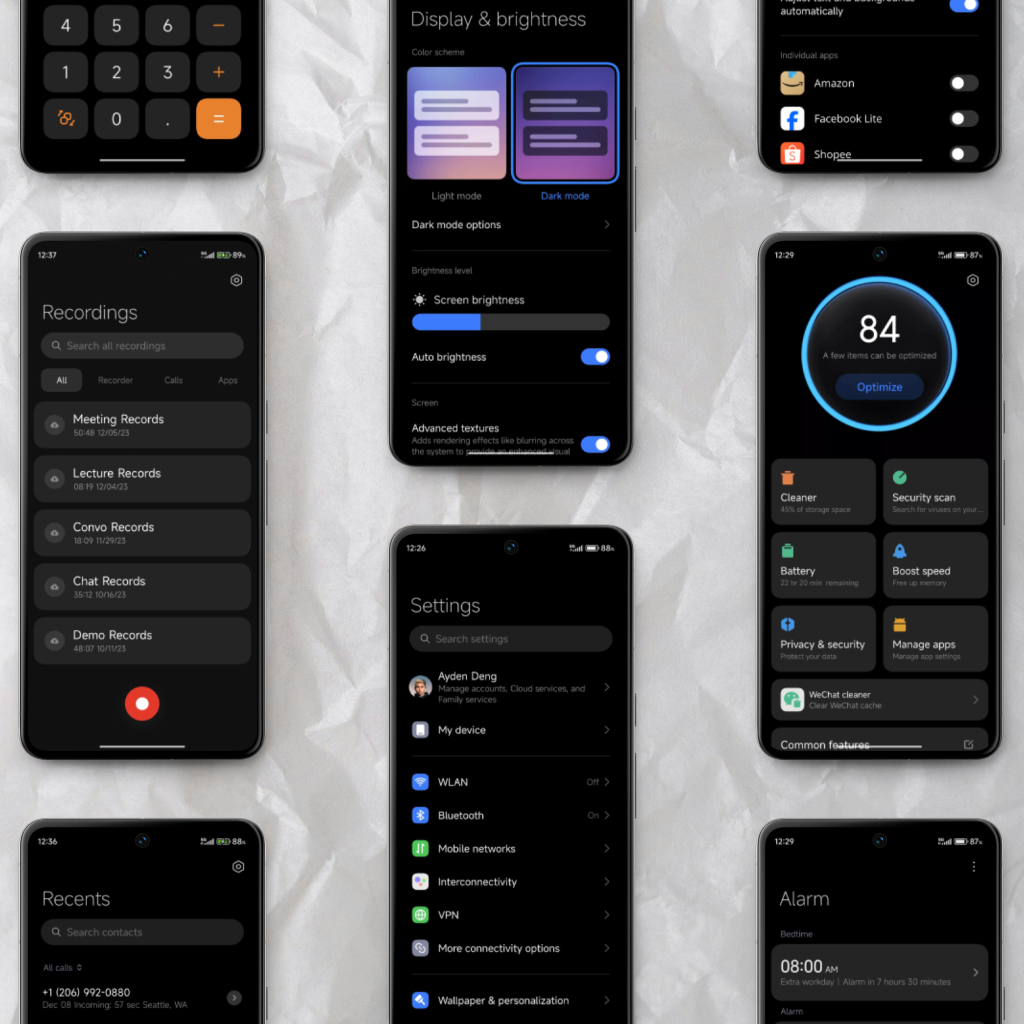 4 5 6 −
1 2 3 +
0 . =
12:37
89%
Recordings
Search all recordings
All Recorder Calls Apps
Meeting Records
50:48 12/05/23
Lecture Records
08:19 12/04/23
Convo Records
18:09 11/29/23
Chat Records
35:12 10/16/23
Demo Records
48:07 10/11/23
12:36
88%
Recents
Search contacts
All calls
+1 (206) 992-0880
Dec 08 Incoming: 57 sec Seattle, WA
Display & brightness
Color scheme
Light mode Dark mode
Dark mode options
Brightness level
Screen brightness
Auto brightness
Screen
Advanced textures
Adds rendering effects like blurring across
the system to provide an enhanced visual
12:26
88%
Settings
Search settings
Ayden Deng
Manage accounts, Cloud services, and
Family services
My device
WLAN Off
Bluetooth On
Mobile networks
Interconnectivity
VPN
More connectivity options
Wallpaper & personalization
Adjust text and backgrounds
automatically
Individual apps
Amazon
Facebook Lite
Shopee
12:29
87%
84
A few items can be optimized
Optimize
Cleaner
45% of storage space
Security scan
Search for viruses on your...
Battery
22 hr 20 min remaining
Boost speed
Free up memory
Privacy & security
Protect your data
Manage apps
Manage app settings
WeChat cleaner
Clear WeChat cache
Common features
12:29
87%
Alarm
Bedtime
08:00 AM
Extra workday | Alarm in 7 hours 30 minutes
Alarm